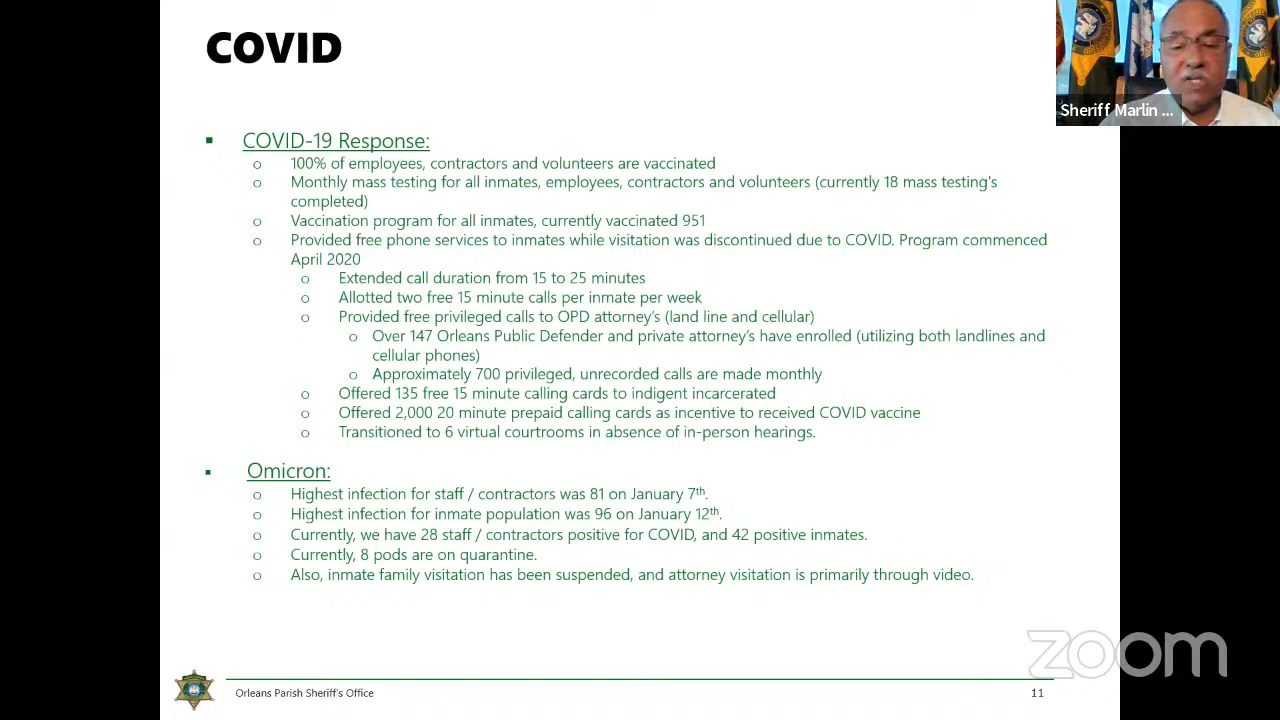 COVID
Sheriff Marlin ...
▪ COVID-19 Response:
o 100% of employees, contractors and volunteers are vaccinated
o Monthly mass testing for all inmates, employees, contractors and volunteers (currently 18 mass testing's
completed)
o Vaccination program for all inmates, currently vaccinated 951
o Provided free phone services to inmates while visitation was discontinued due to COVID. Program commenced
April 2020
o Extended call duration from 15 to 25 minutes
o Allotted two free 15 minute calls per inmate per week
o Provided free privileged calls to OPD attorney's (land line and cellular)
o Over 147 Orleans Public Defender and private attorney's have enrolled (utilizing both landlines and
cellular phones)
o Approximately 700 privileged, unrecorded calls are made monthly
o Offered 135 free 15 minute calling cards to indigent incarcerated
o Offered 2,000 20 minute prepaid calling cards as incentive to received COVID vaccine
o Transitioned to 6 virtual courtrooms in absence of in-person hearings.
▪ Omicron:
o Highest infection for staff / contractors was 81 on January 7th.
o Highest infection for inmate population was 96 on January 12th.
o Currently, we have 28 staff / contractors positive for COVID, and 42 positive inmates.
o Currently, 8 pods are on quarantine.
o Also, inmate family visitation has been suspended, and attorney visitation is primarily through video.
zoom
Orleans Parish Sheriff's Office
11